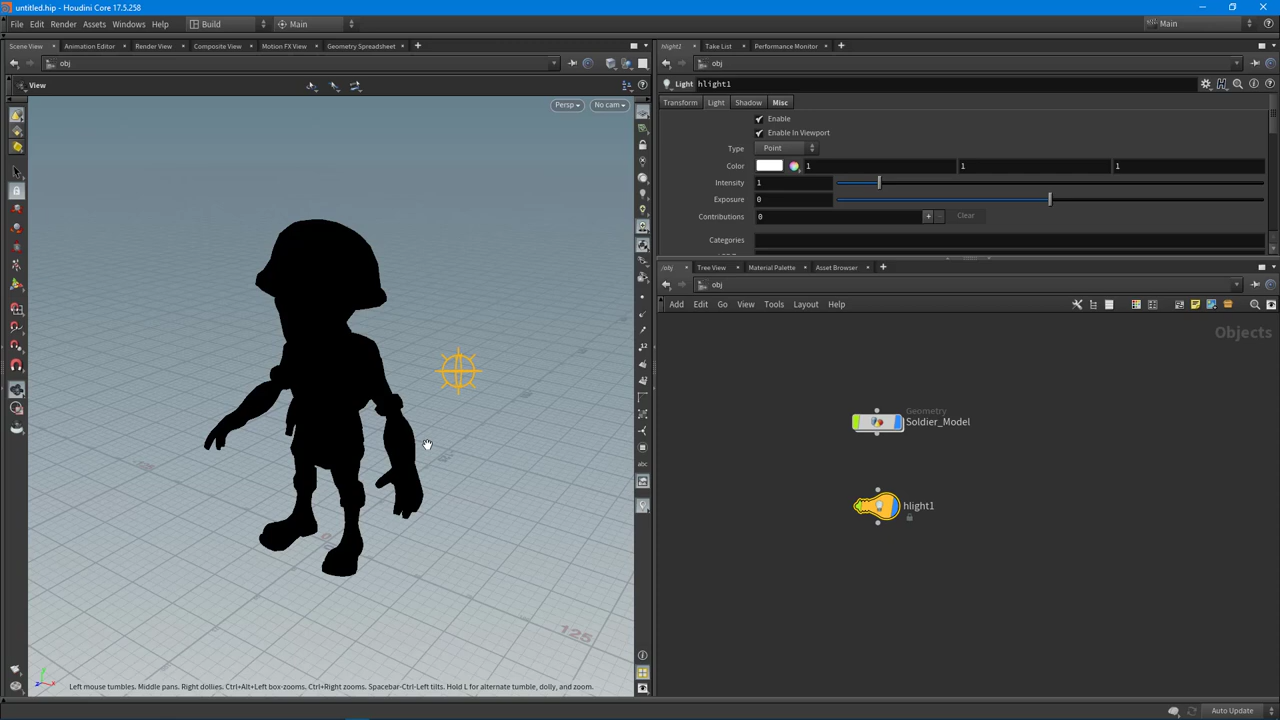 untitled.hip - Houdini Core 17.5.258
File Edit Render Assets Windows Help Build Main Main
Scene View Animation Editor Render View Composite View Motion FX View Geometry Spreadsheet
obj
View
Persp No cam
12
abc
125
Left mouse tumbles. Middle pans. Right dollies. Ctrl+Alt+Left box-zooms. Ctrl+Right zooms. Spacebar-Ctrl-Left tilts. Hold L for alternate tumble, dolly, and zoom.
hlight1 Take List Performance Monitor
obj
Light hlight1
Transform Light Shadow Misc
Enable
Enable In Viewport
Type Point
Color 1 1 1
Intensity 1
Exposure 0
Contributions 0 Clear
Categories
/obj Tree View Material Palette Asset Browser
obj
Add Edit Go View Tools Layout Help
Objects
Geometry
Soldier_Model
hlight1
Auto Update